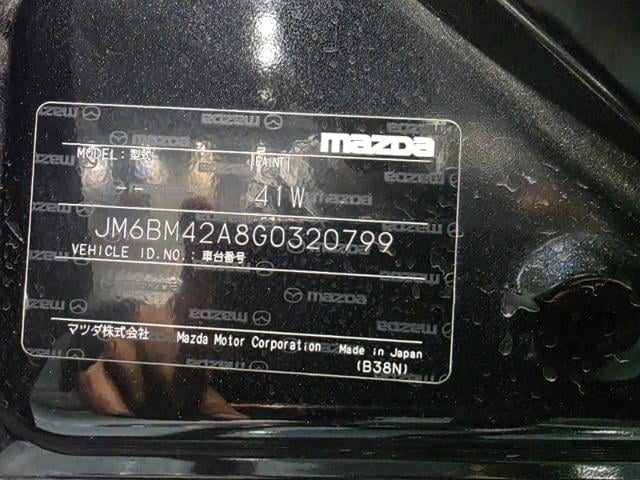 mazda
MODEL:型式 PAINT
-- 41W
JM6BM42A8G0320799
VEHICLE ID.NO.:車台番号
mazda
マツダ株式会社 Mazda Motor Corporation Made in Japan
(B38N)